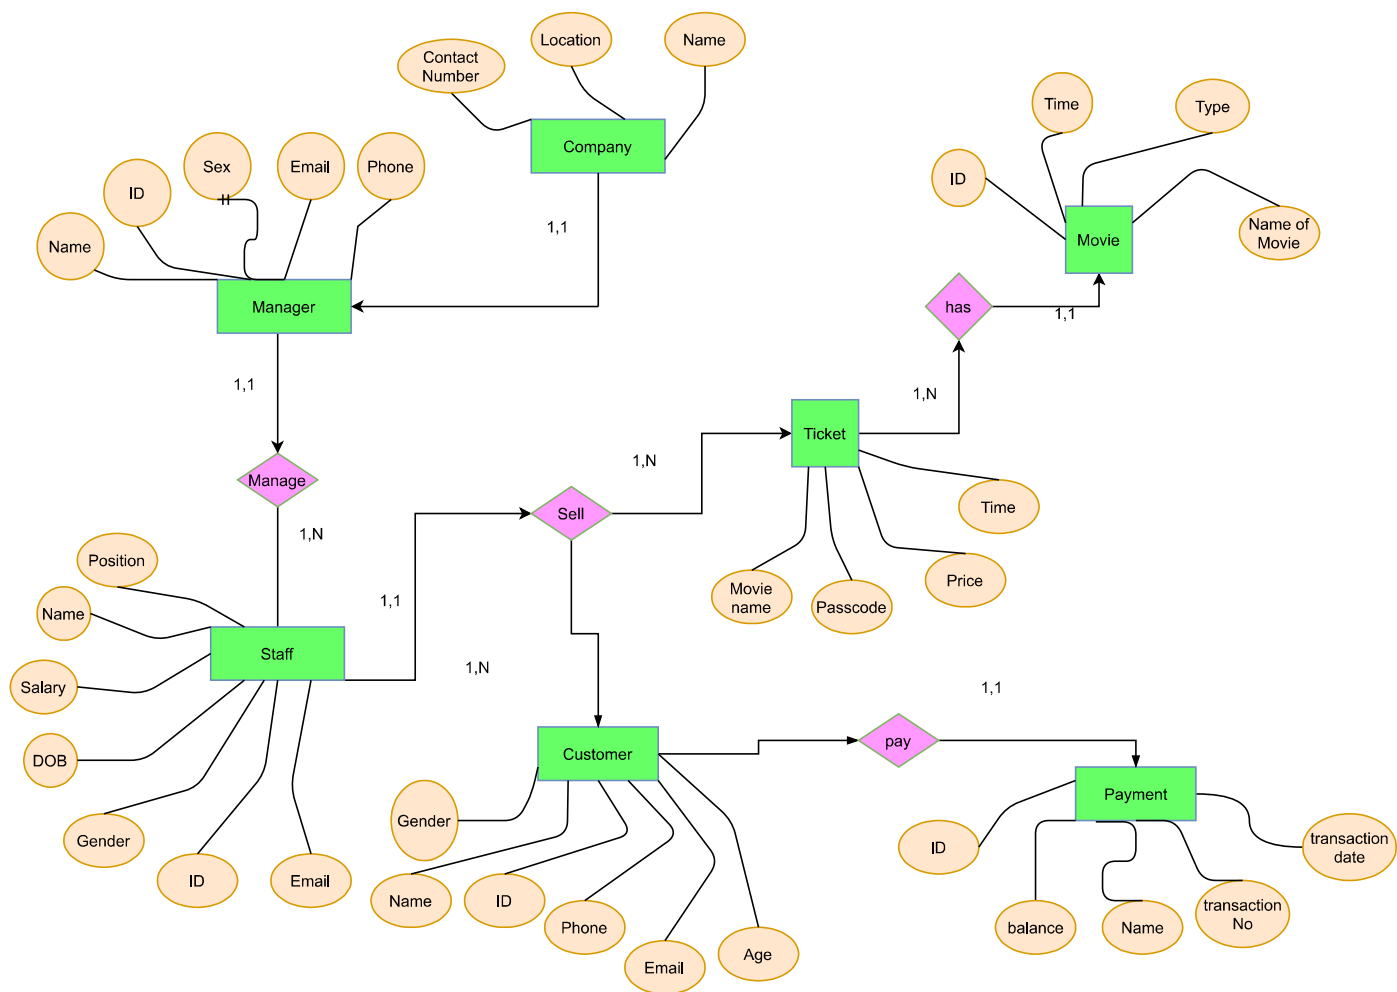 Contact
Number
Location
Name
Company
Time
Type
ID
Name of
Movie
Movie
Sex
Email
Phone
ID
Name
Manager
1,1
has
1,1
1,1
1,N
Ticket
Manage
1,N
Sell
Time
1,N
Position
Name
1,1
Movie
name
Passcode
Price
Staff
1,N
Salary
1,1
DOB
Customer
pay
Payment
Gender
Gender
ID
Email
Name
ID
Phone
Email
Age
ID
balance
Name
transaction
No
transaction
date